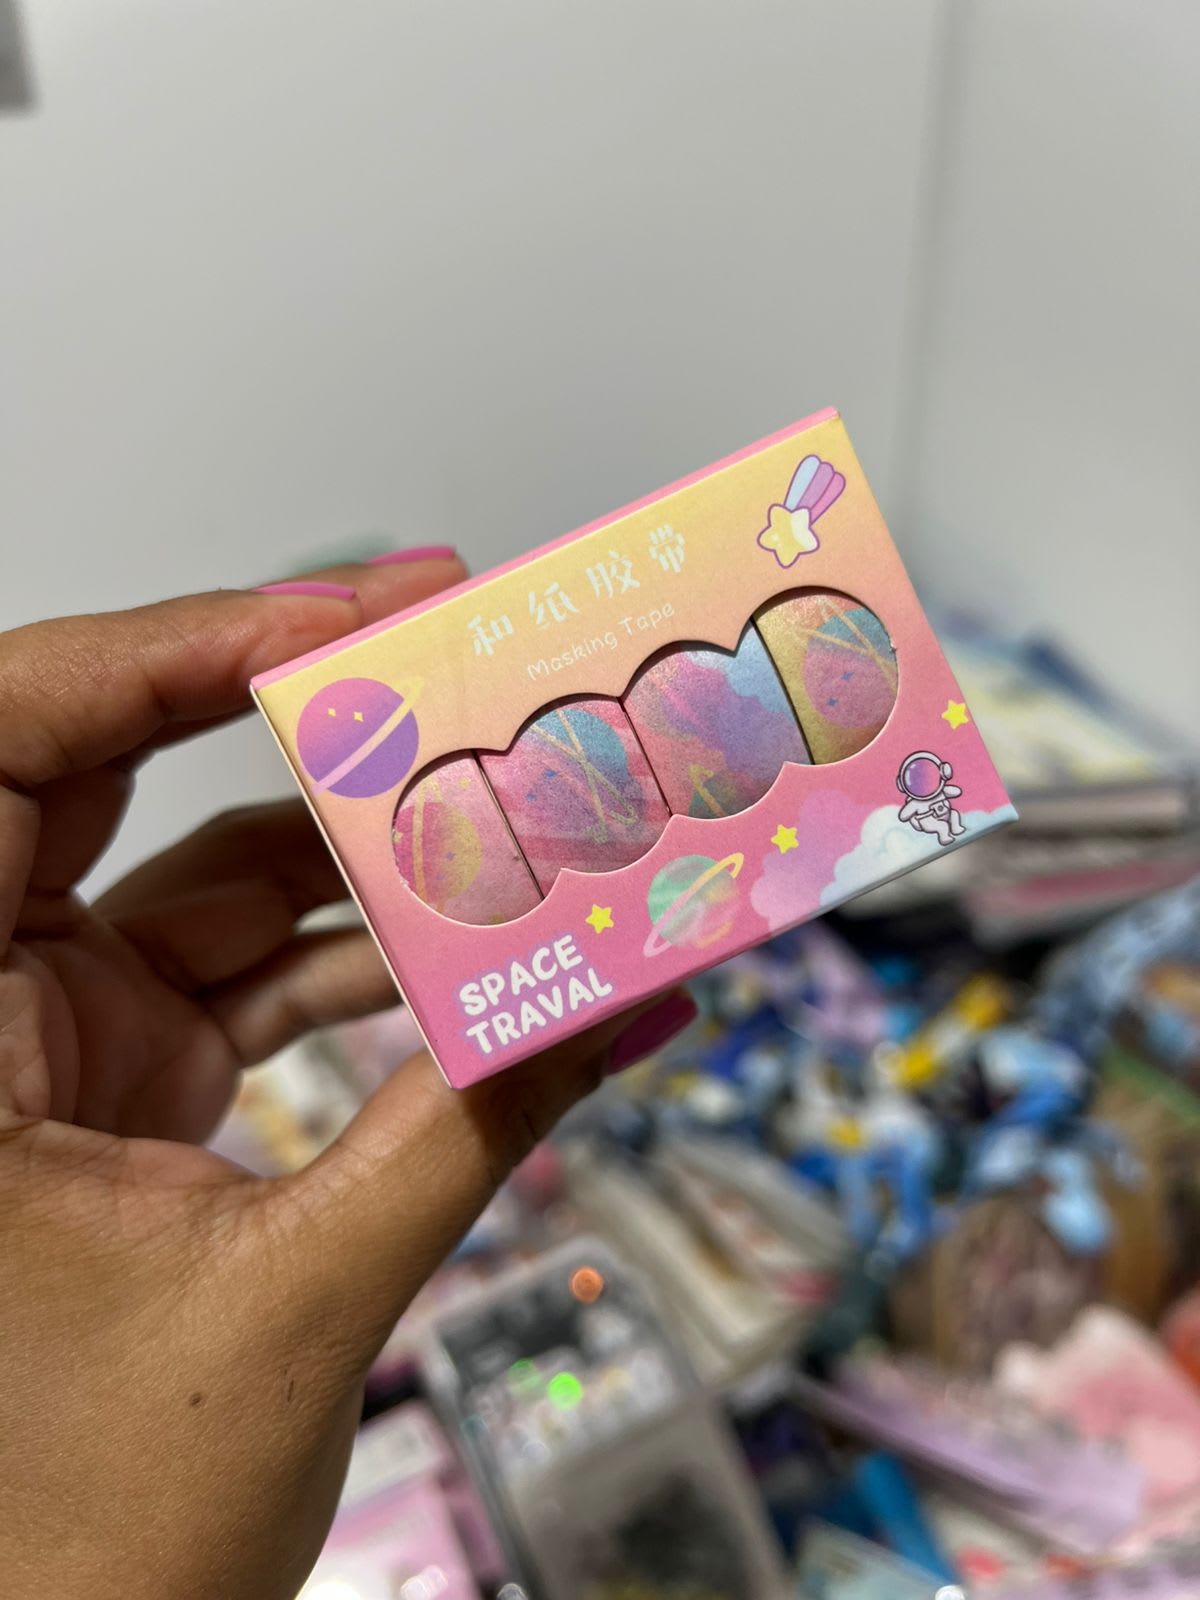 和纸胶带
Masking Tape
SPACE
TRAVAL